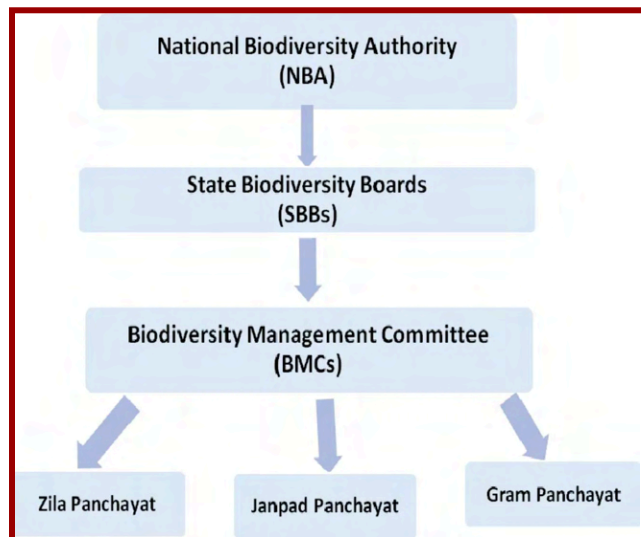 National Biodiversity Authority
(NBA)
State Biodiversity Boards
(SBBs)
Biodiversity Management Committee
(BMCs)
Zila Panchayat
Janpad Panchayat
Gram Panchayat